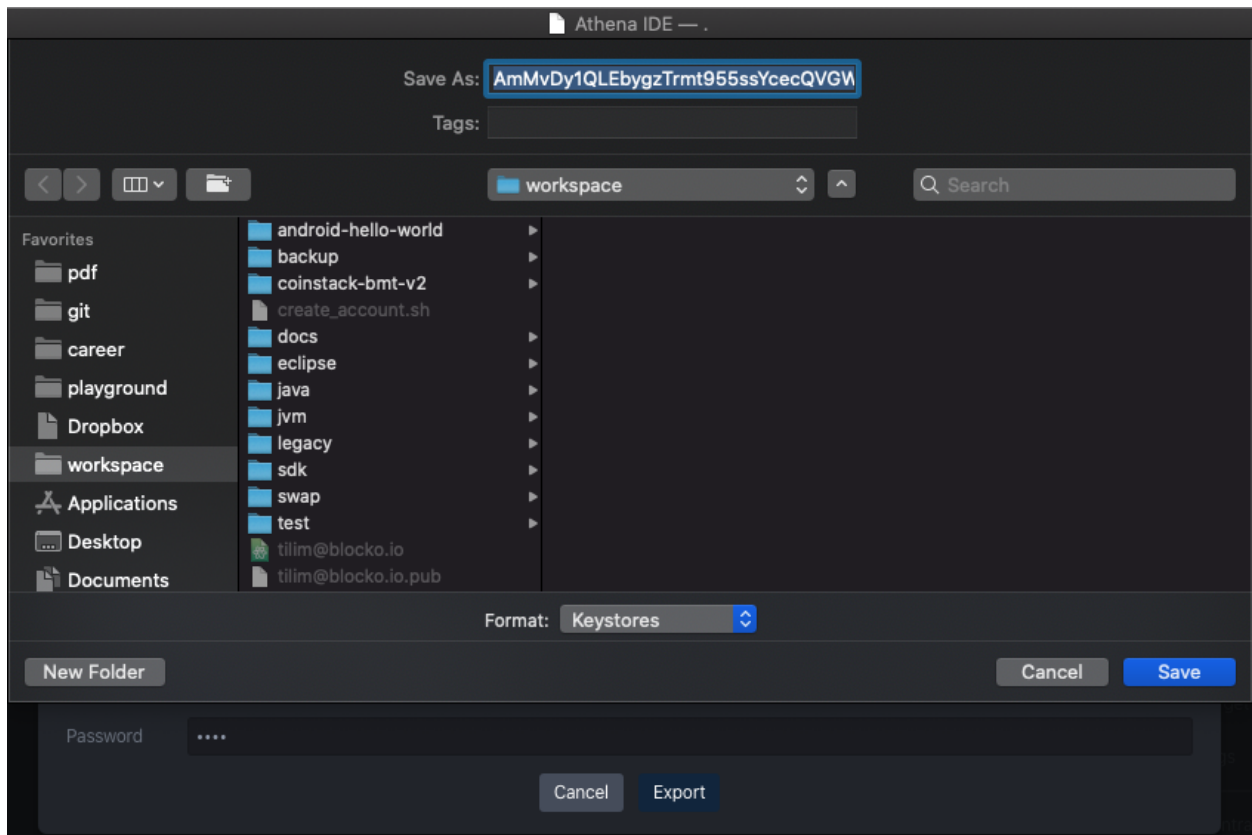 Athena IDE — .
Save As: AmMvDy1QLEbygzTrmt955ssYcecQVGW
Tags:
workspace
Search
Favorites
pdf
git
career
playground
Dropbox
workspace
Applications
Desktop
Documents
android-hello-world
backup
coinstack-bmt-v2
create_account.sh
docs
eclipse
java
jvm
legacy
sdk
swap
test
tilim@blocko.io
tilim@blocko.io.pub
Format: Keystores
New Folder
Cancel
Save
Password ••••
Cancel
Export